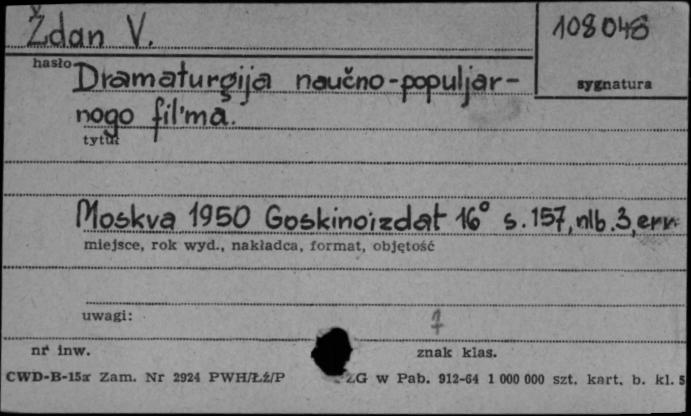 Ždan V.
108048
hasło
sygnatura
Dramaturgija naučno-populjar-
nogo fil'ma.
tytuł
Moskva 1950 Goskinoizdat 16° s. 157, nlb. 3, err
miejsce, rok wyd., nakładca, format, objętość
uwagi:
7
nr inw.
znak klas.
CWD-B-15a Zam. Nr 2924 PWH/Łź/P
ZG w Pab. 912-64 1 000 000 szt. kart. b. kl. 5